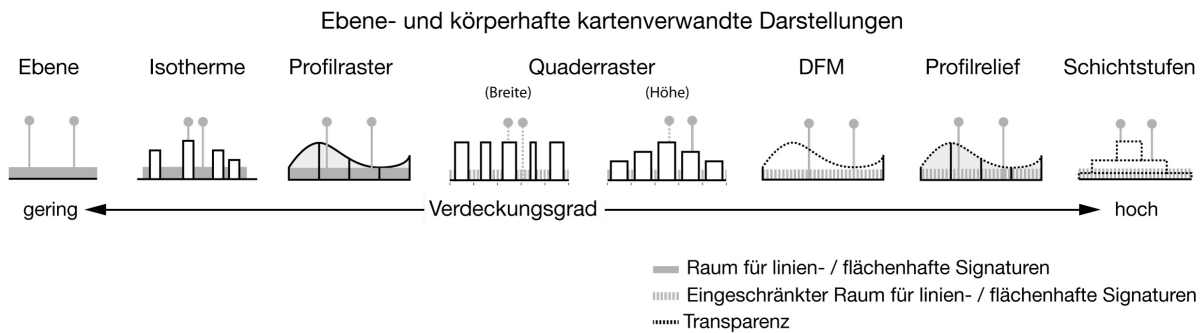 Ebene- und körperhafte kartenverwandte Darstellungen
Ebene Isotherme Profilraster Quaderraster DFM Profilrelief Schichtstufen
(Breite) (Höhe)
gering Verdeckungsgrad hoch
Raum für linien- / flächenhafte Signaturen
Eingeschränkter Raum für linien- / flächenhafte Signaturen
Transparenz